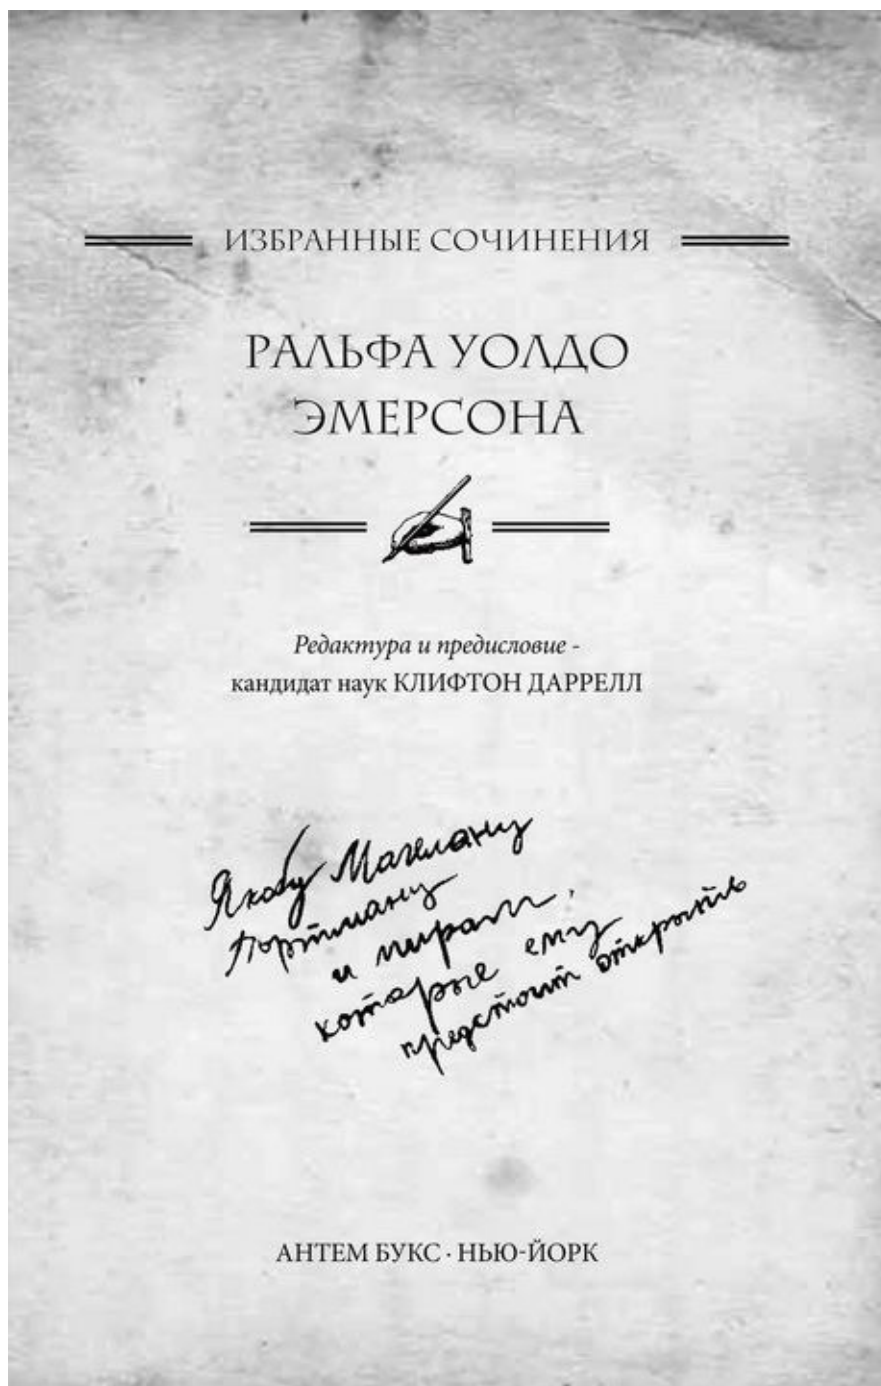 ИЗБРАННЫЕ СОЧИНЕНИЯ
РАЛЬФА УОЛДО
ЭМЕРСОНА
Редактура и предисловие -
кандидат наук КЛИФТОН ДАРРЕЛЛ
Якобу Магеллану
Портману
и мирам,
которые ему
предстоит открыть
АНТЕМ БУКС · НЬЮ-ЙОРК